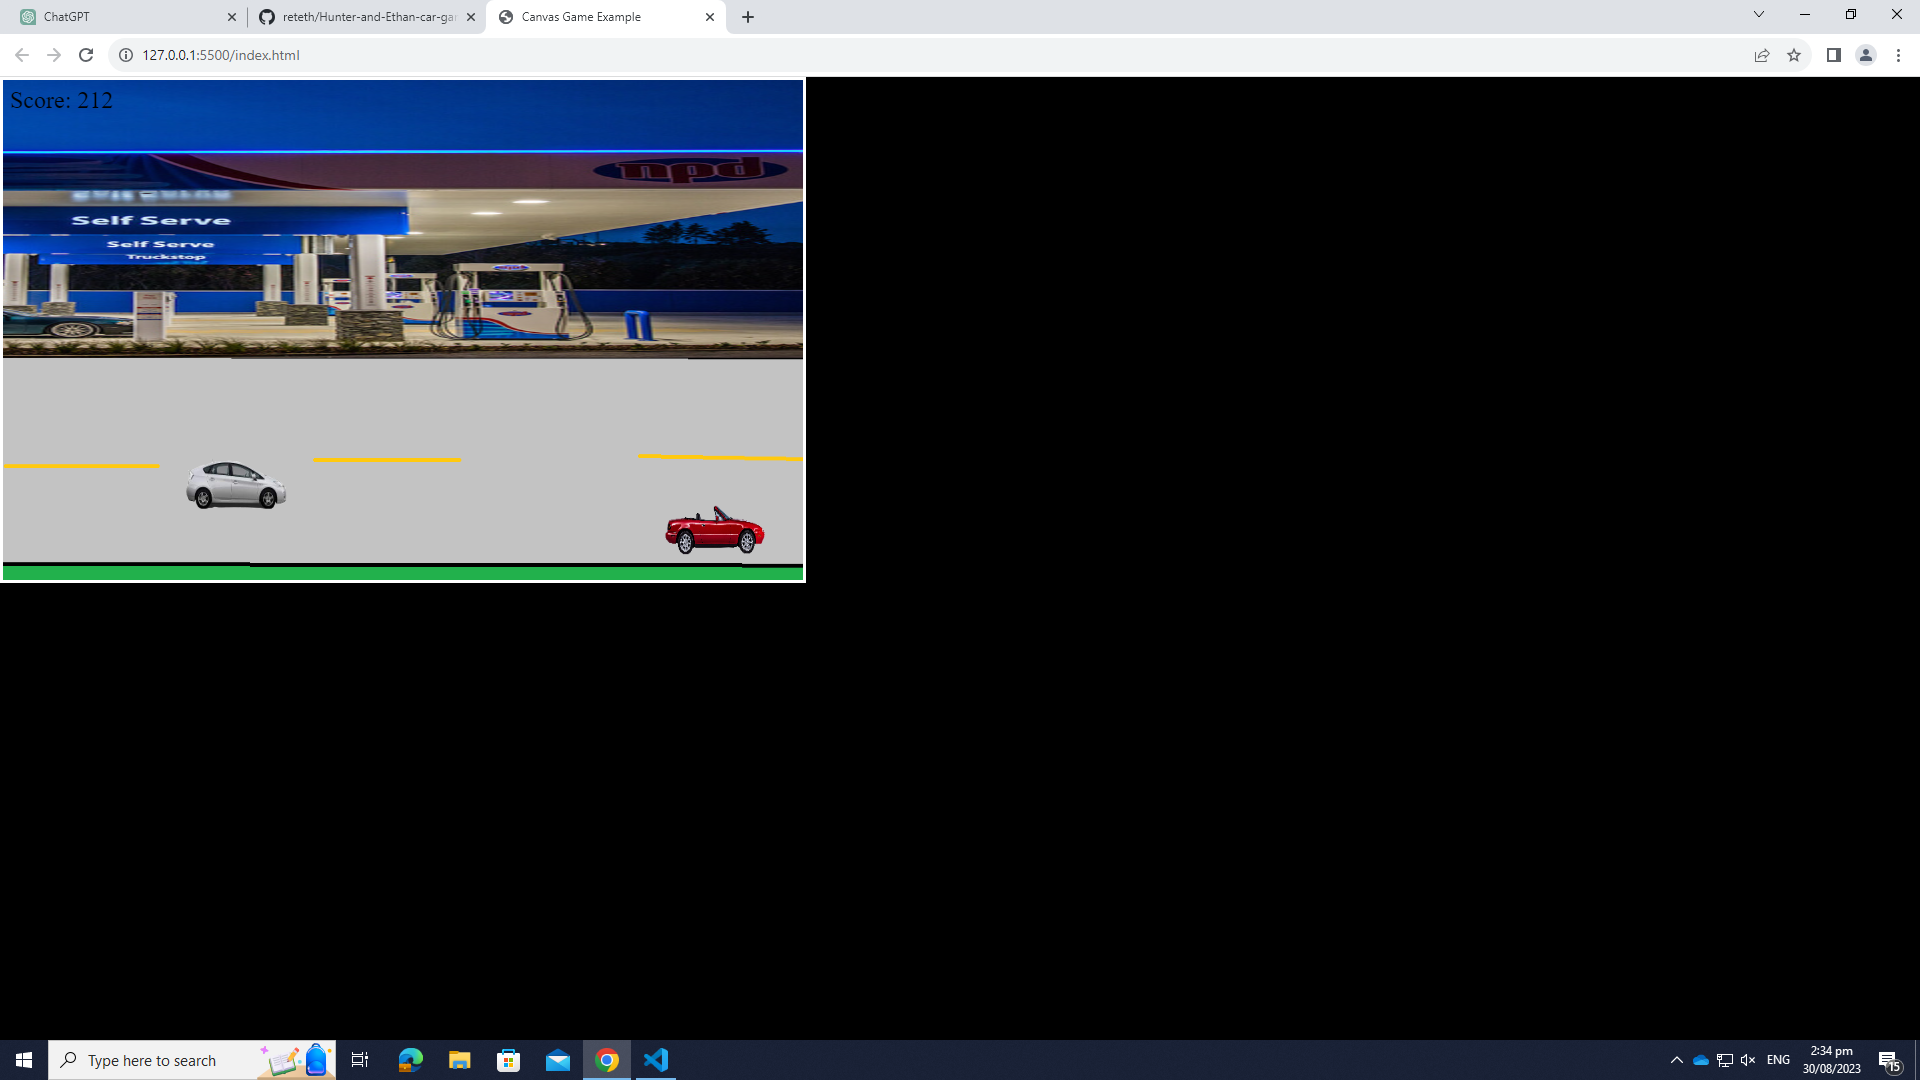 ChatGPT
reteth/Hunter-and-Ethan-car-gar
Canvas Game Example
127.0.0.1:5500/index.html
Score: 212
npd
Self Serve
Self Serve
Truckstop
Type here to search
ENG
2:34 pm
30/08/2023
15